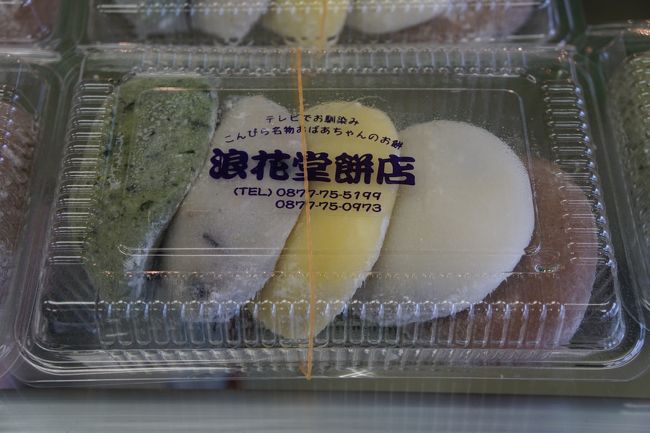 テレビでお馴染み
こんぴら名物おばあちゃんのお餅
浪花堂餅店
(TEL) 0877-75-5199
0877-75-0973